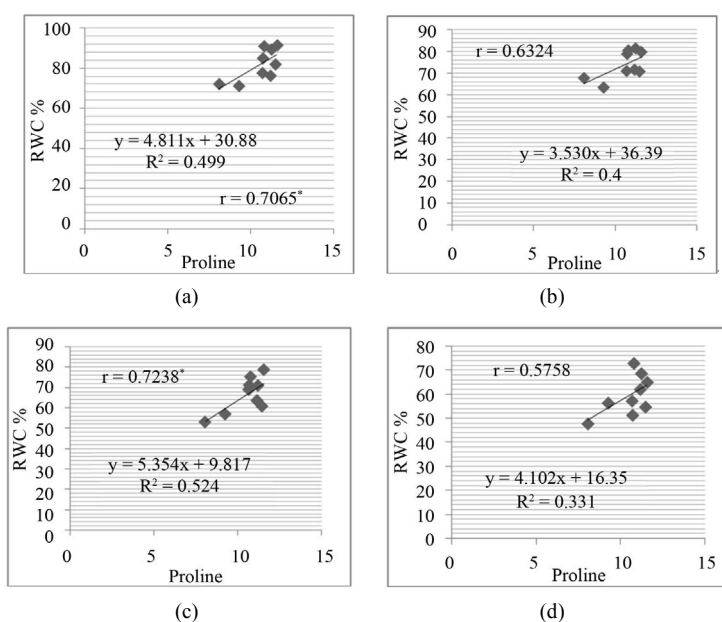 100
80
60
40
20
0
RWC %
y = 4.811x + 30.88
R² = 0.499
r = 0.7065*
0 5 10 15
Proline
(a)
90
80
70
60
50
40
30
20
10
0
RWC %
r = 0.6324
y = 3.530x + 36.39
R² = 0.4
0 5 10 15
Proline
(b)
90
80
70
60
50
40
30
20
10
0
RWC %
r = 0.7238*
y = 5.354x + 9.817
R² = 0.524
0 5 10 15
Proline
(c)
80
70
60
50
40
30
20
10
0
RWC %
r = 0.5758
y = 4.102x + 16.35
R² = 0.331
0 5 10 15
Proline
(d)